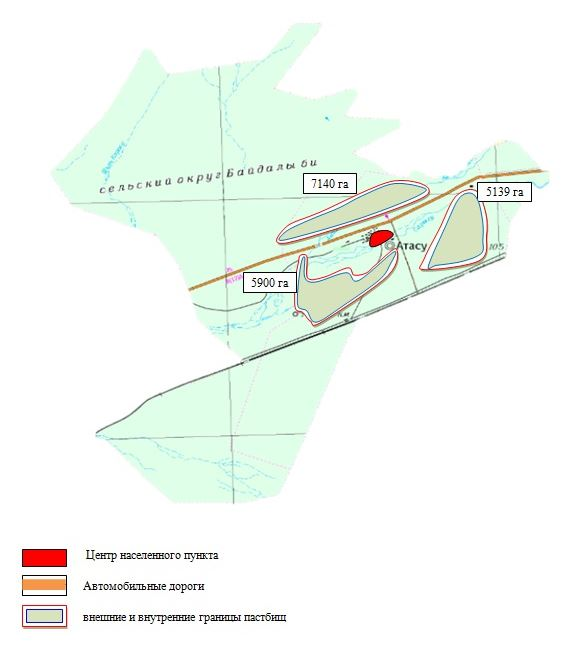 сельский округ Байдалы би
7140 га
5139 га
Атасу
105
5900 га
Центр населенного пункта
Автомобильные дороги
внешние и внутренние границы пастбищ